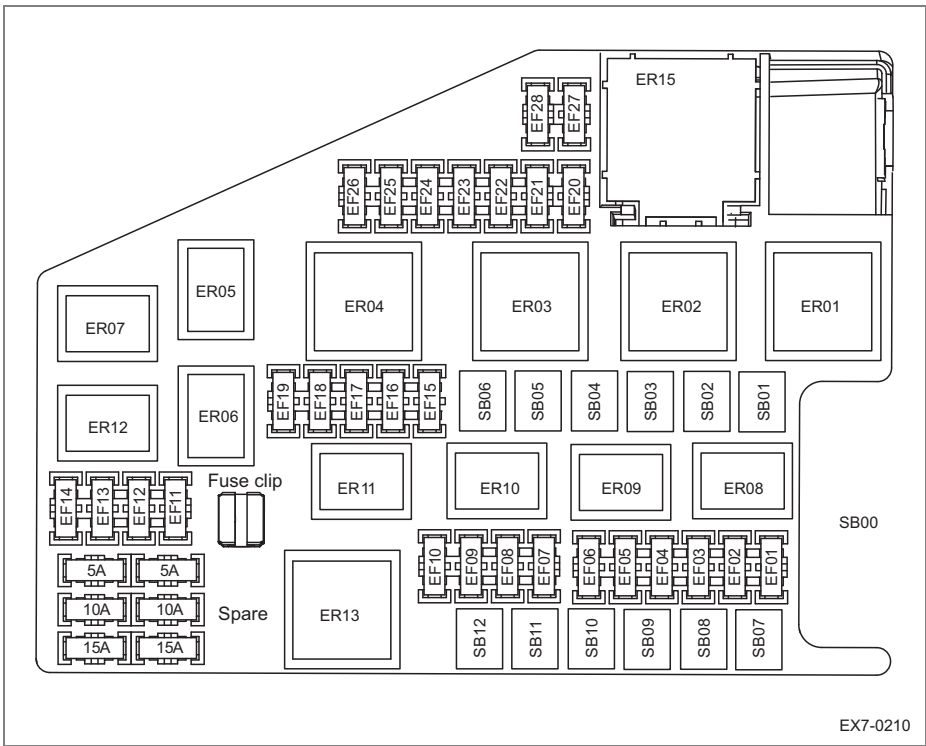 ER15
EF28 EF27
EF26 EF25 EF24 EF23 EF22 EF21 EF20
ER05
ER07
ER04 ER03 ER02 ER01
EF19 EF18 EF17 EF16 EF15
SB06 SB05 SB04 SB03 SB02 SB01
ER12 ER06
Fuse clip
ER11 ER10 ER09 ER08
EF14 EF13 EF12 EF11
SB00
EF10 EF09 EF08 EF07 EF06 EF05 EF04 EF03 EF02 EF01
5A 5A
10A 10A
Spare
ER13
15A 15A
SB12 SB11 SB10 SB09 SB08 SB07
EX7-0210